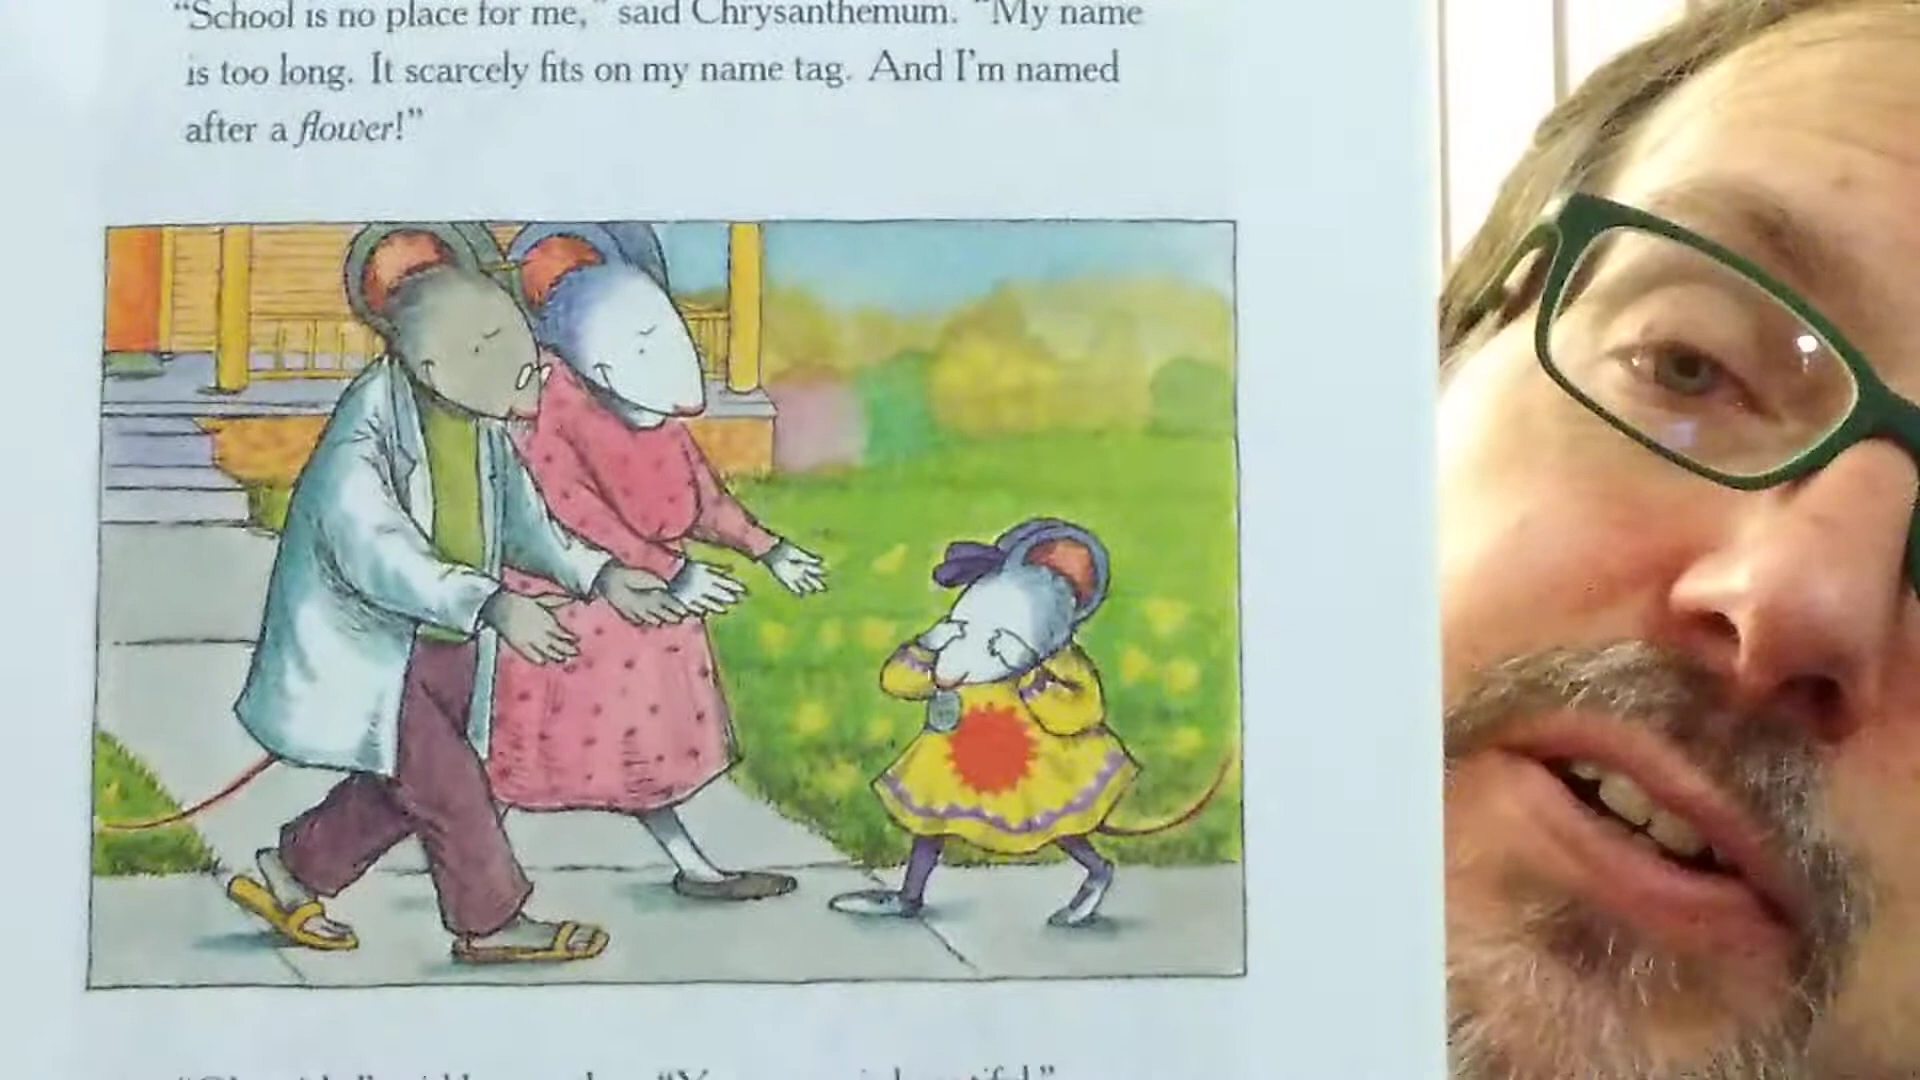 “School is no place for me,” said Chrysanthemum. “My name
is too long. It scarcely fits on my name tag. And I’m named
after a flower!”